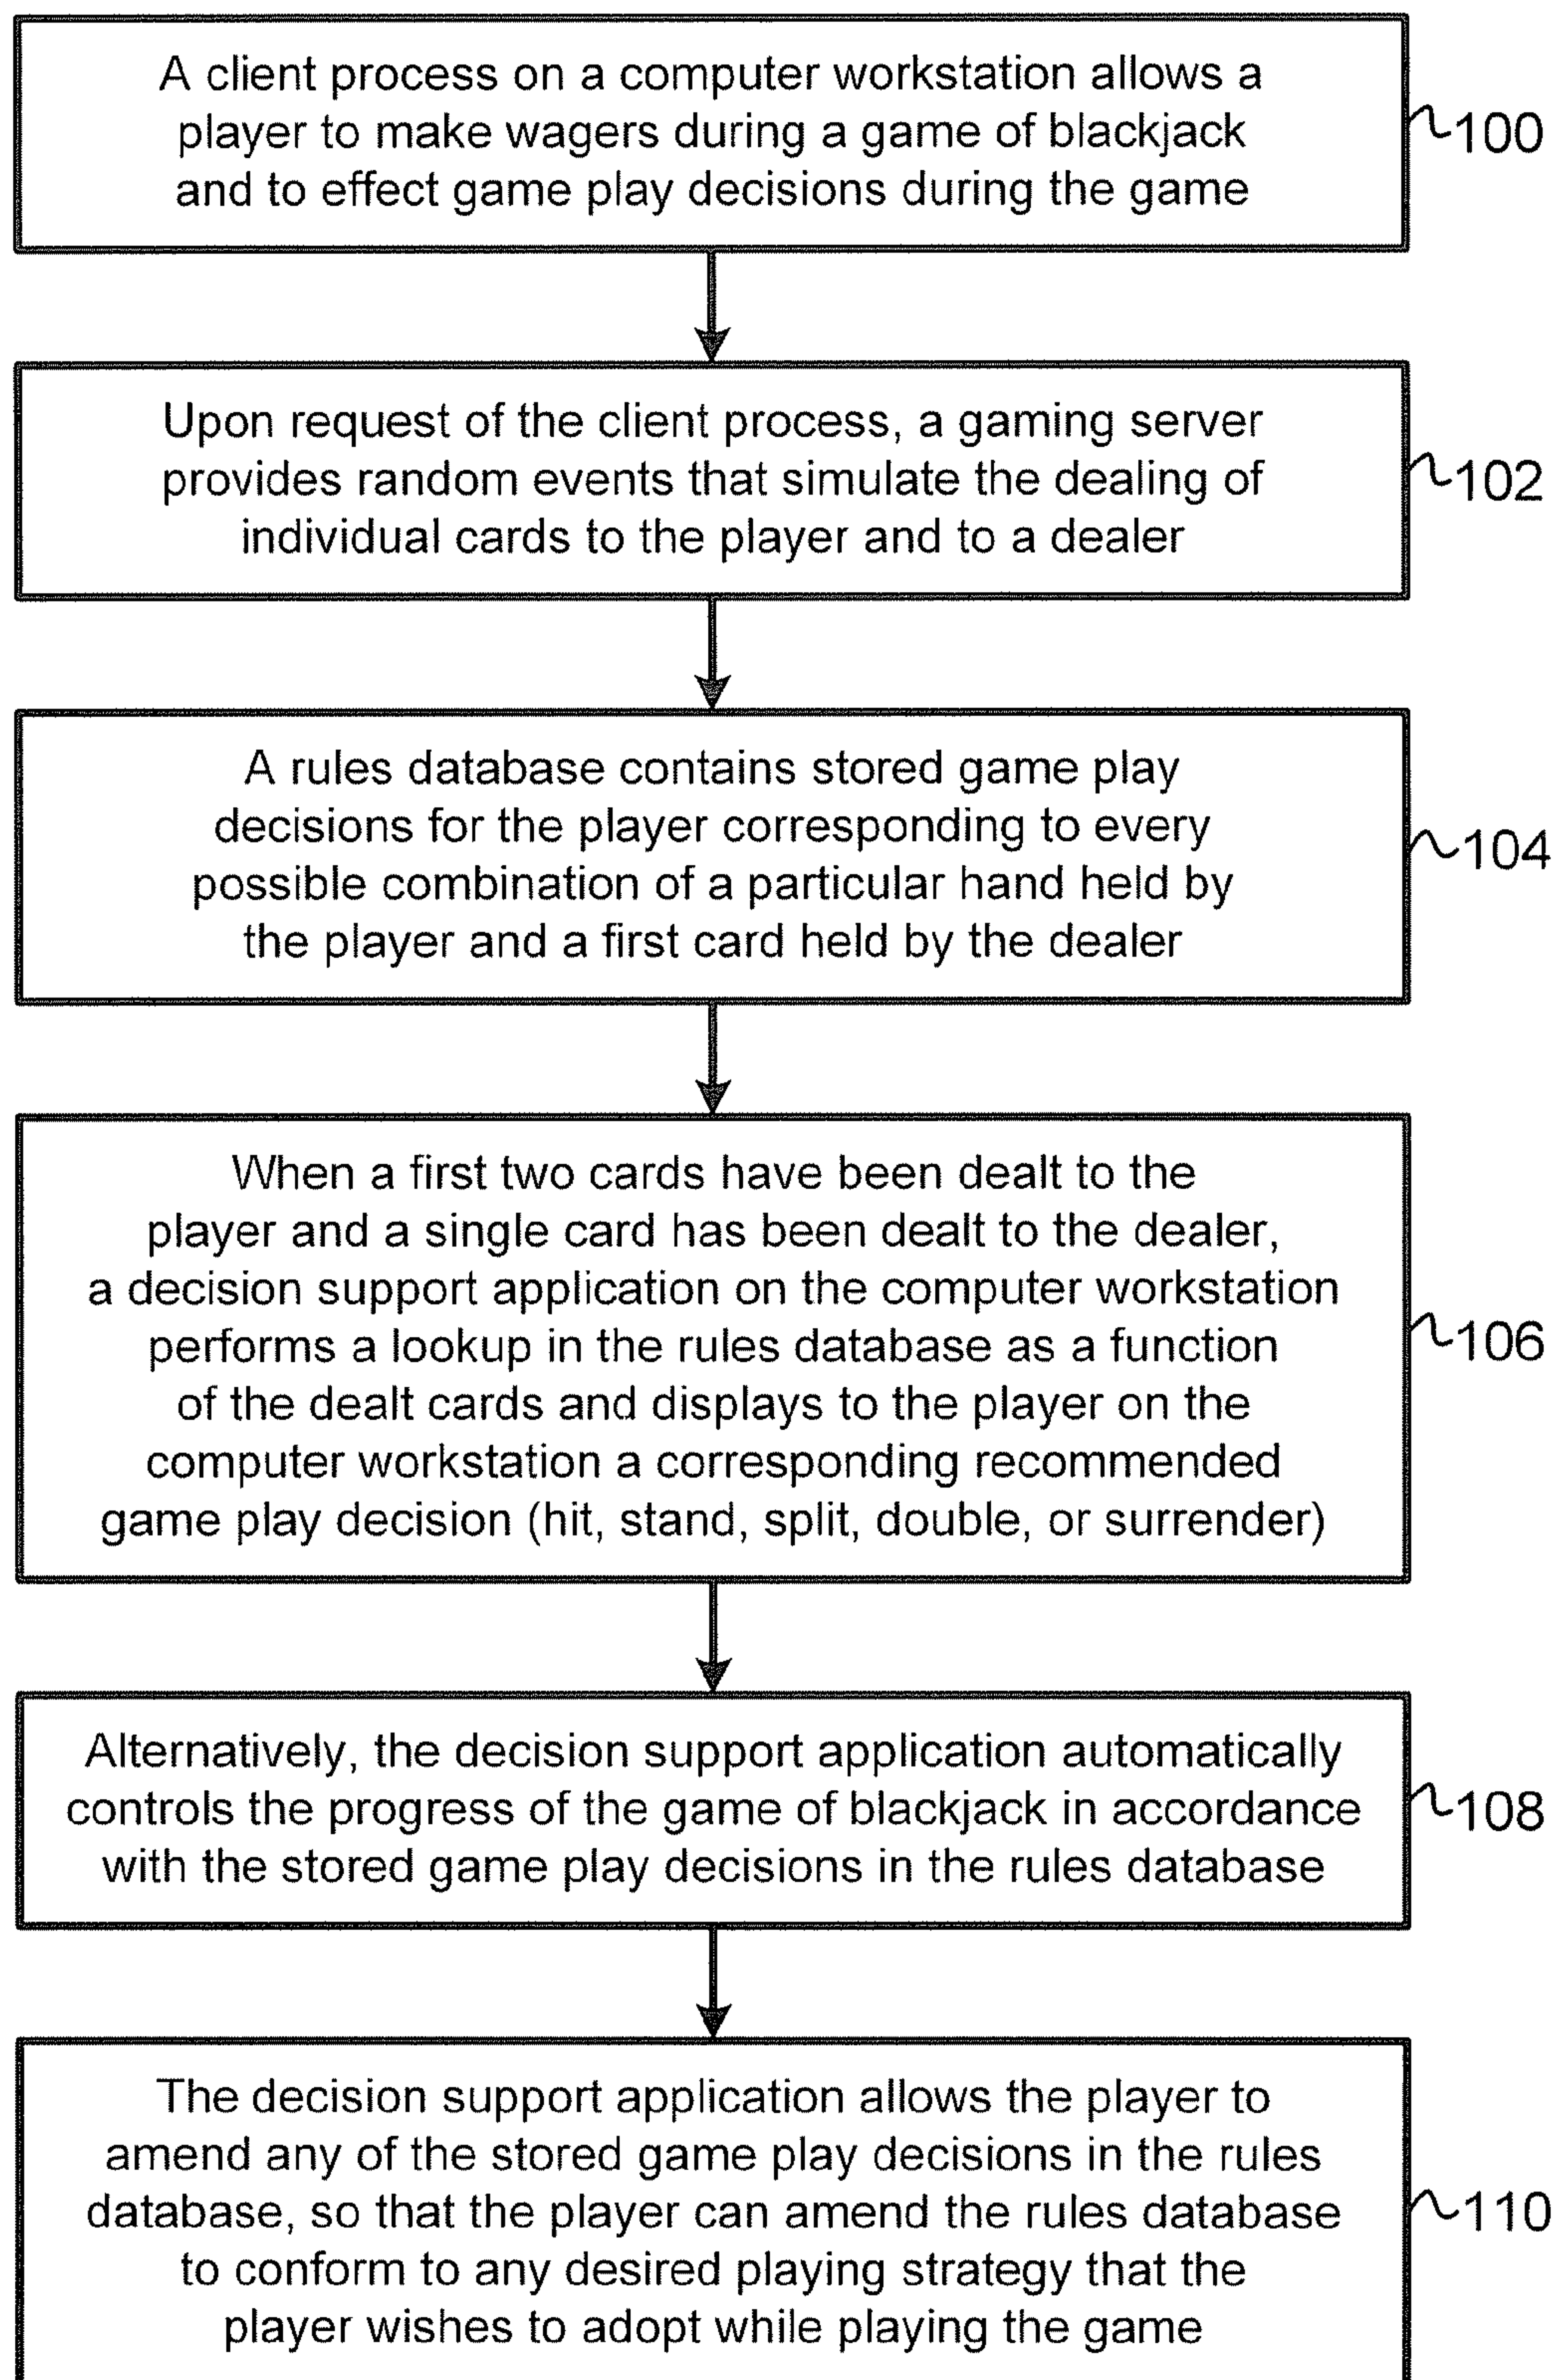 A client process on a computer workstation allows a
player to make wagers during a game of blackjack
and to effect game play decisions during the game
100
Upon request of the client process, a gaming server
provides random events that simulate the dealing of
individual cards to the player and to a dealer
102
A rules database contains stored game play
decisions for the player corresponding to every
possible combination of a particular hand held by
the player and a first card held by the dealer
104
When a first two cards have been dealt to the
player and a single card has been dealt to the dealer,
a decision support application on the computer workstation
performs a lookup in the rules database as a function
of the dealt cards and displays to the player on the
computer workstation a corresponding recommended
game play decision (hit, stand, split, double, or surrender)
106
Alternatively, the decision support application automatically
controls the progress of the game of blackjack in accordance
with the stored game play decisions in the rules database
108
The decision support application allows the player to
amend any of the stored game play decisions in the rules
database, so that the player can amend the rules database
to conform to any desired playing strategy that the
player wishes to adopt while playing the game
110